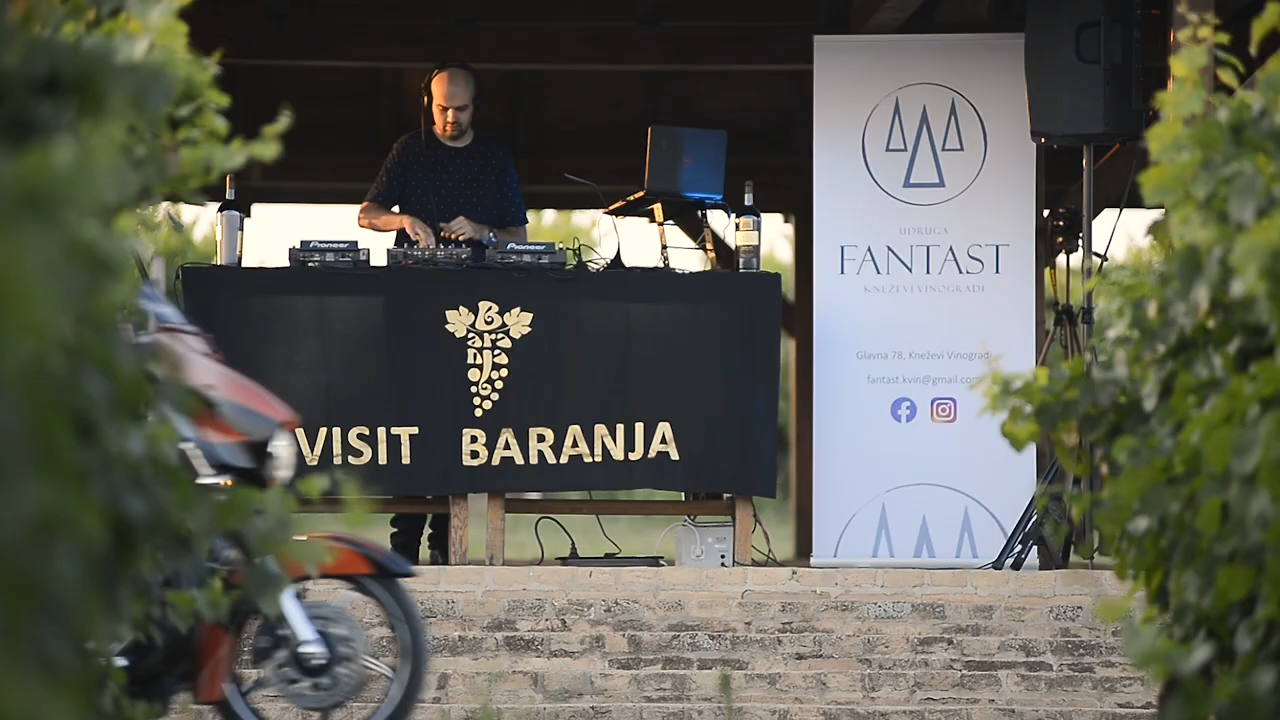 Pioneer
Pioneer
Baranja
VISIT BARANJA
UDRUGA
FANTAST
KNEŽEVI VINOGRADI
Glavna 78, Kneževi Vinogradi
fantast.kvin@gmail.com